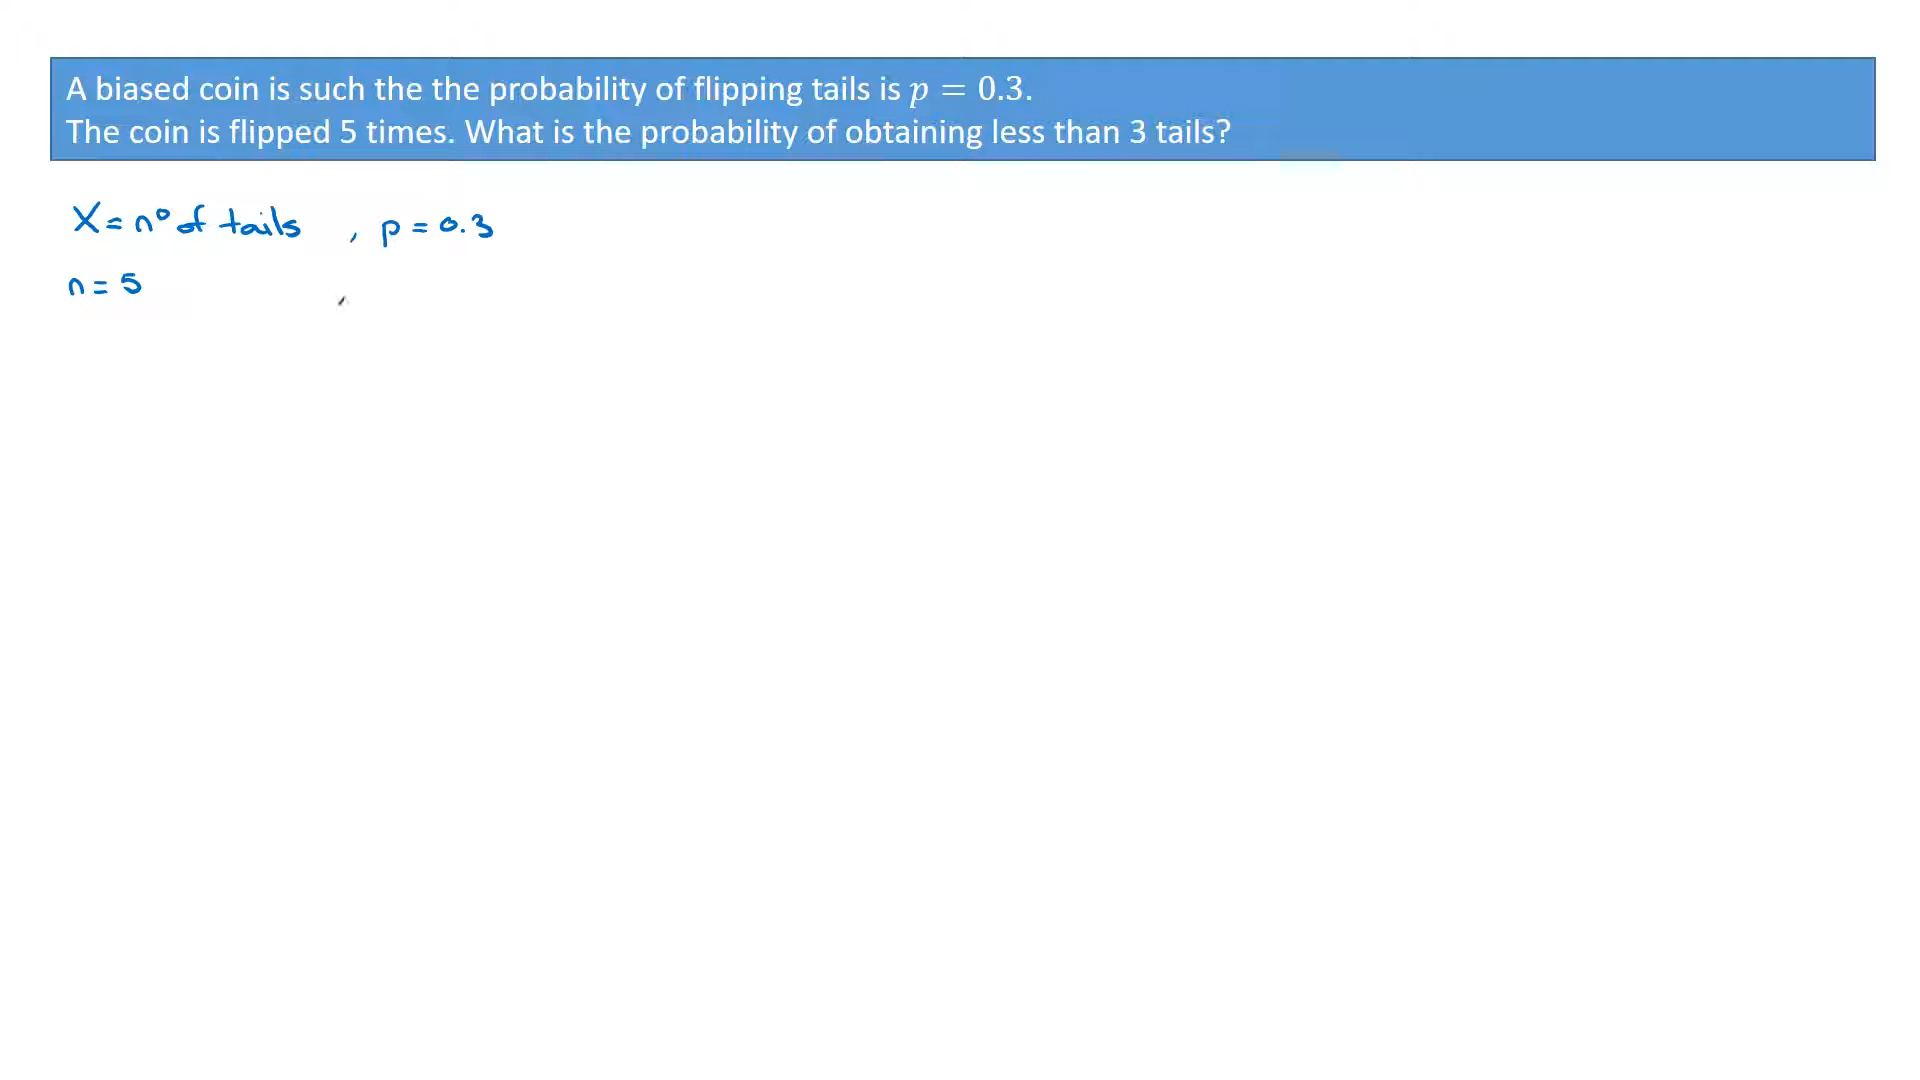 A biased coin is such the the probability of flipping tails is p = 0.3.
The coin is flipped 5 times. What is the probability of obtaining less than 3 tails?
X = nº of tails , p = 0.3
n = 5